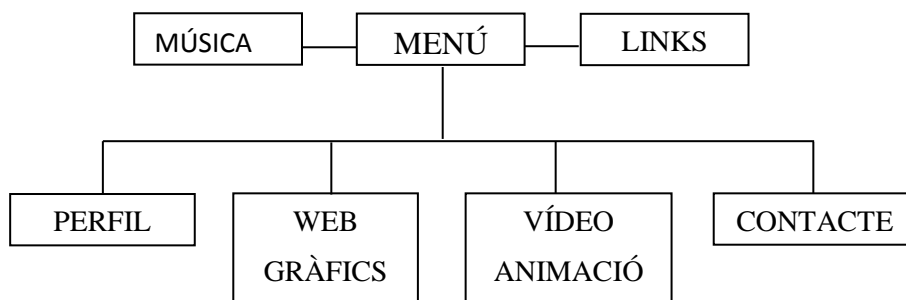 MÚSICA
MENÚ
LINKS
PERFIL
WEB
GRÀFICS
VÍDEO
ANIMACIÓ
CONTACTE